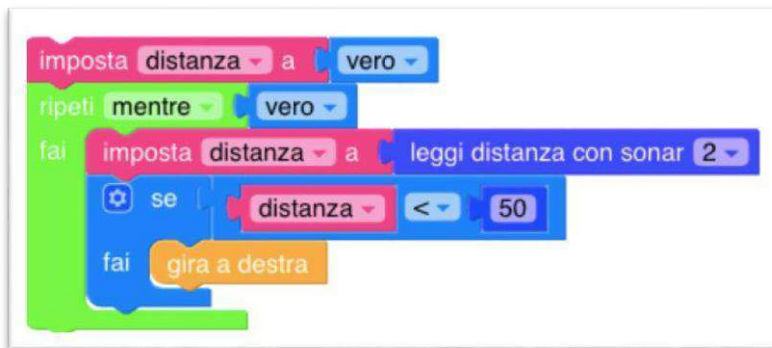 imposta distanza a vero
ripeti mentre vero
fai imposta distanza a leggi distanza con sonar 2
se distanza < 50
fai gira a destra